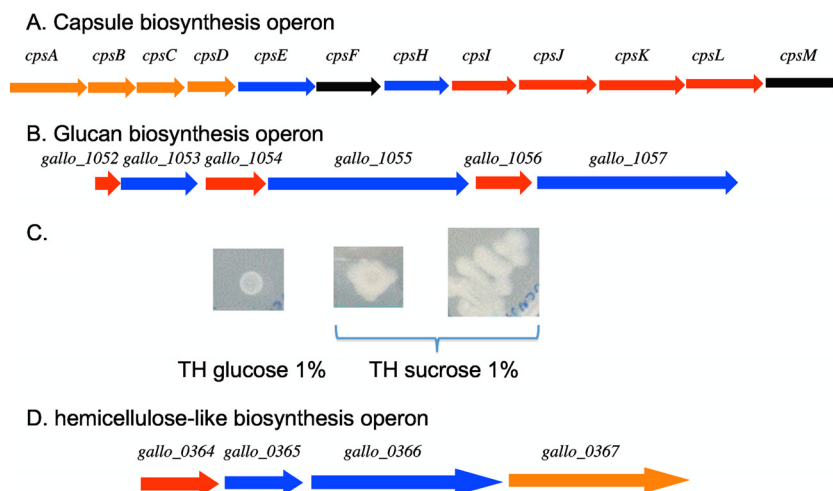 A. Capsule biosynthesis operon
cpsA cpsB cpsC cpsD cpsE cpsF cpsH cpsI cpsJ cpsK cpsL cpsM
B. Glucan biosynthesis operon
gallo_1052 gallo_1053 gallo_1054 gallo_1055 gallo_1056 gallo_1057
C.
TH glucose 1% TH sucrose 1%
D. hemicellulose-like biosynthesis operon
gallo_0364 gallo_0365 gallo_0366 gallo_0367